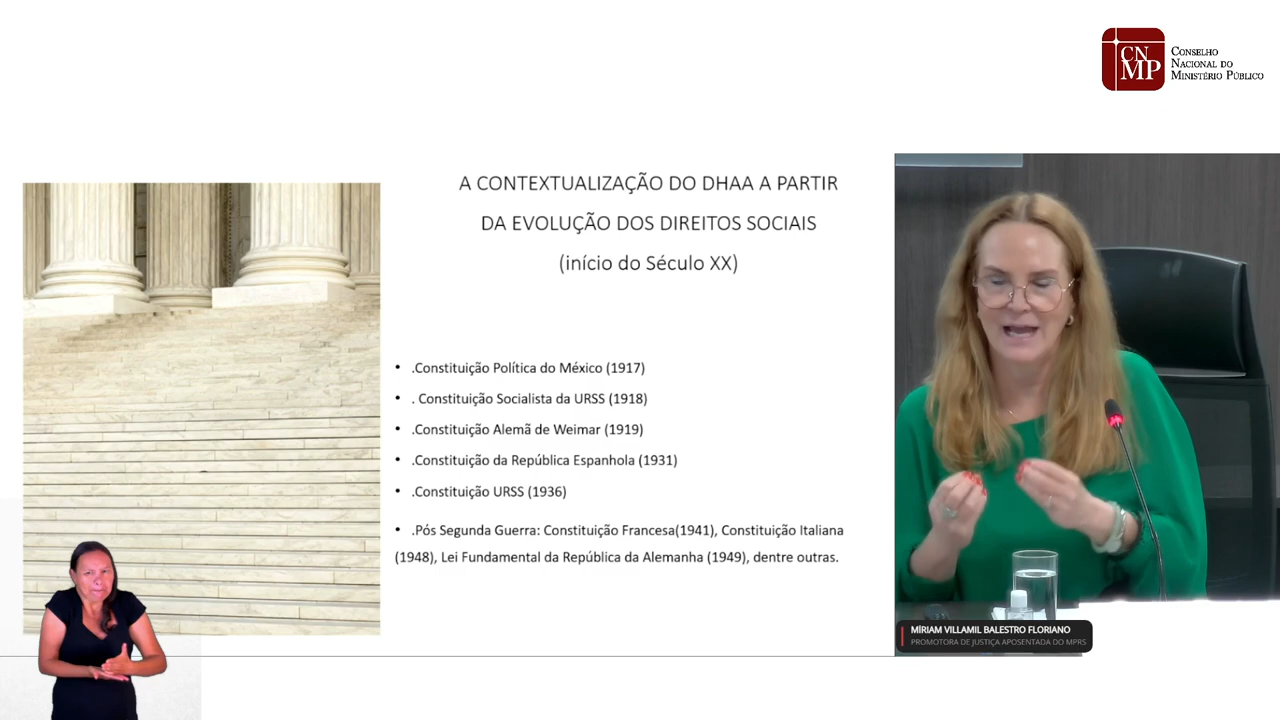 CN
MP
CONSELHO
NACIONAL DO
MINISTÉRIO PÚBLICO
A CONTEXTUALIZAÇÃO DO DHAA A PARTIR
DA EVOLUÇÃO DOS DIREITOS SOCIAIS
(início do Século XX)
• .Constituição Política do México (1917)
• . Constituição Socialista da URSS (1918)
• .Constituição Alemã de Weimar (1919)
• .Constituição da República Espanhola (1931)
• .Constituição URSS (1936)
• .Pós Segunda Guerra: Constituição Francesa(1941), Constituição Italiana
(1948), Lei Fundamental da República da Alemanha (1949), dentre outras.
MÍRIAM VILLAMIL BALESTRO FLORIANO
PROMOTORA DE JUSTIÇA APOSENTADA DO MPRS